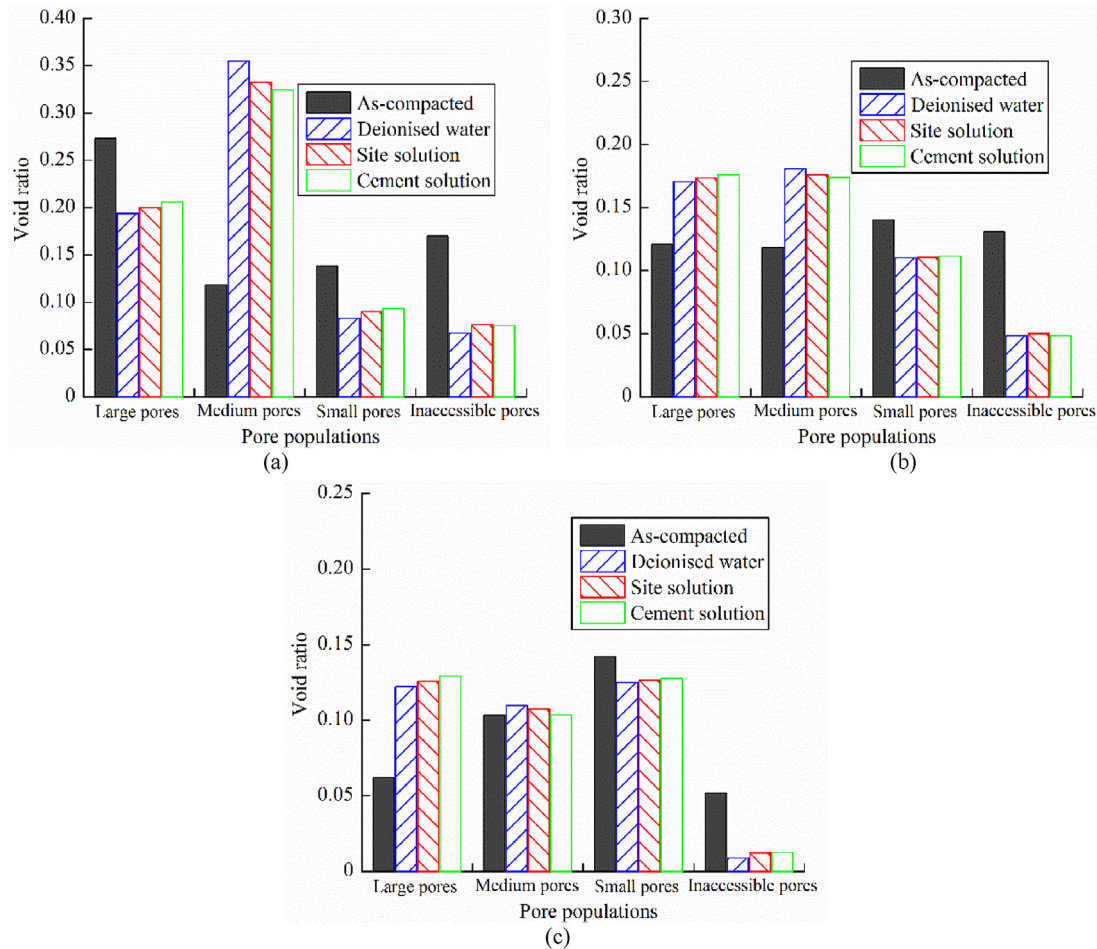 0.40
0.35
0.30
0.25
0.20
0.15
0.10
0.05
0
Void ratio
As-compacted
Deionised water
Site solution
Cement solution
Large pores Medium pores Small pores Inaccessible pores
Pore populations
(a)
0.30
0.25
0.20
0.15
0.10
0.05
0
Void ratio
As-compacted
Deionised water
Site solution
Cement solution
Large pores Medium pores Small pores Inaccessible pores
Pore populations
(b)
0.25
0.20
0.15
0.10
0.05
0
Void ratio
As-compacted
Deionised water
Site solution
Cement solution
Large pores Medium pores Small pores Inaccessible pores
Pore populations
(c)